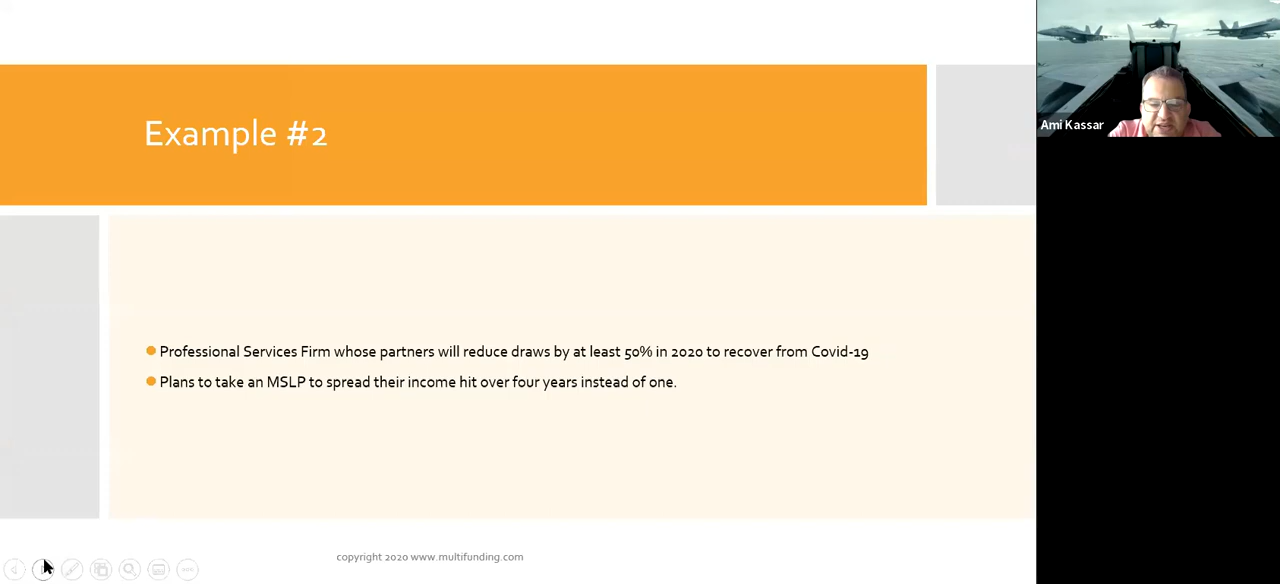 Example #2
Ami Kassar
Professional Services Firm whose partners will reduce draws by at least 50% in 2020 to recover from Covid-19
Plans to take an MSLP to spread their income hit over four years instead of one.
copyright 2020 www.multifunding.com